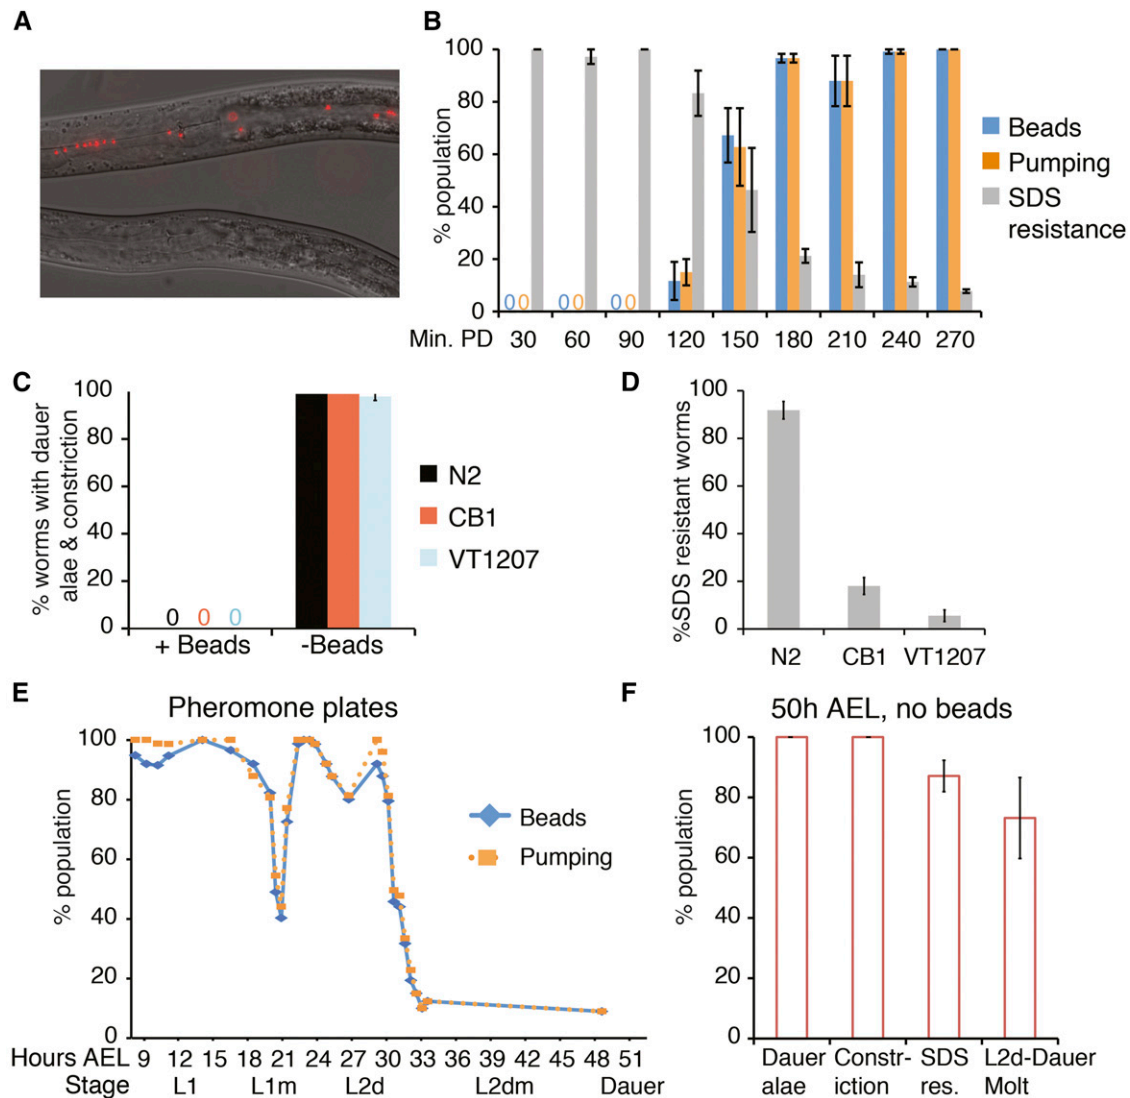 A
B
100
80
60
40
20
0
% population
0 0 0 0 0 0
Min. PD 30 60 90 120 150 180 210 240 270
Beads
Pumping
SDS
resistance
C
100
80
60
40
20
0
% worms with dauer
alae & constriction
0 0 0
+ Beads -Beads
N2
CB1
VT1207
D
100
80
60
40
20
0
%SDS resistant worms
N2 CB1 VT1207
E
Pheromone plates
100
80
60
40
20
0
% population
Beads
Pumping
Hours AEL 9 12 15 18 21 24 27 30 33 36 39 42 45 48 51
Stage L1 L1m L2d L2dm Dauer
F
50h AEL, no beads
100
80
60
40
20
0
% population
Dauer Constr- SDS L2d-Dauer
alae iction res. Molt